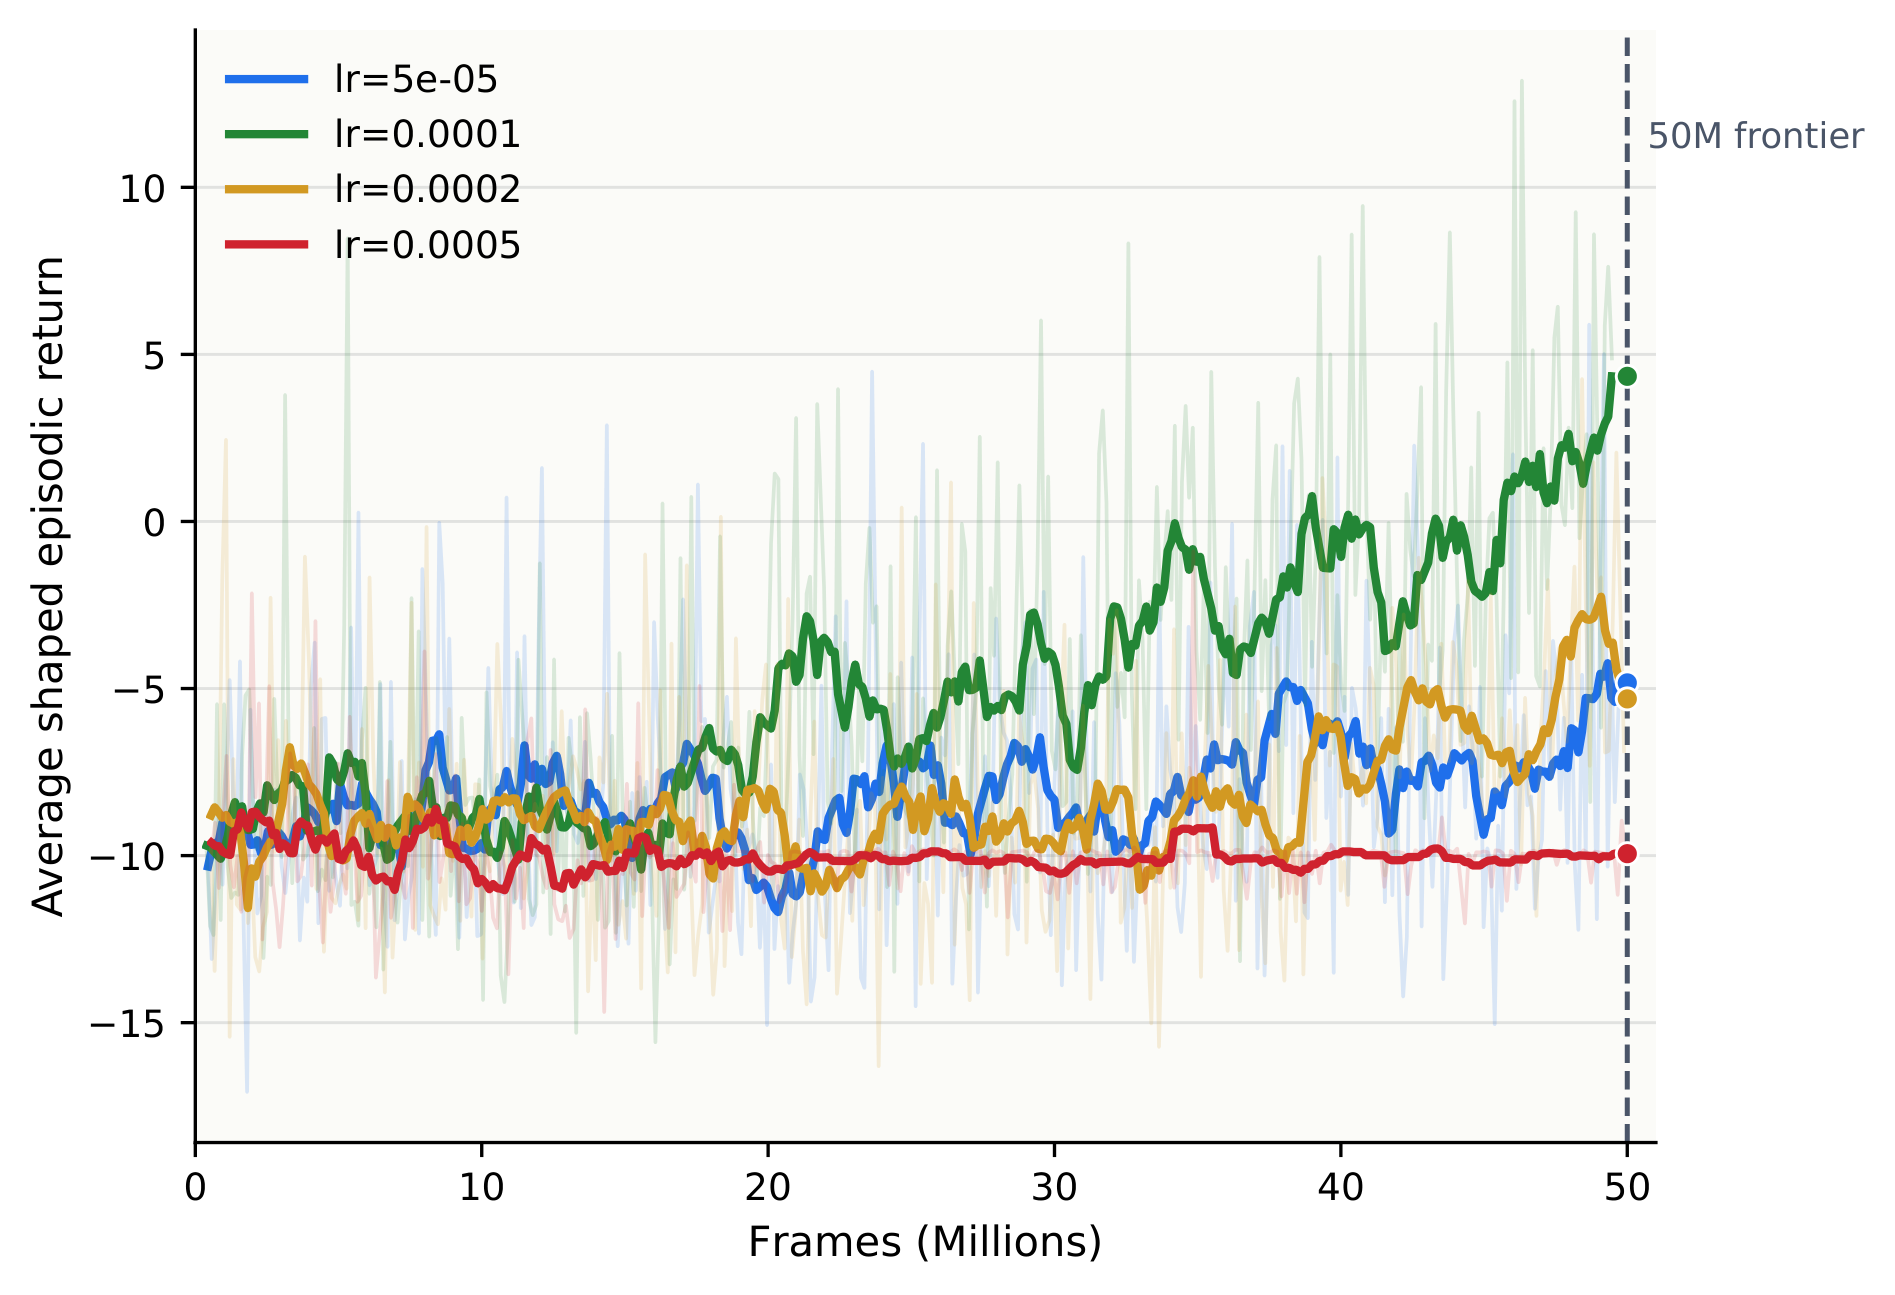 lr=5e-05
lr=0.0001
lr=0.0002
lr=0.0005
50M frontier
Average shaped episodic return
10
5
0
−5
−10
−15
0 10 20 30 40 50
Frames (Millions)